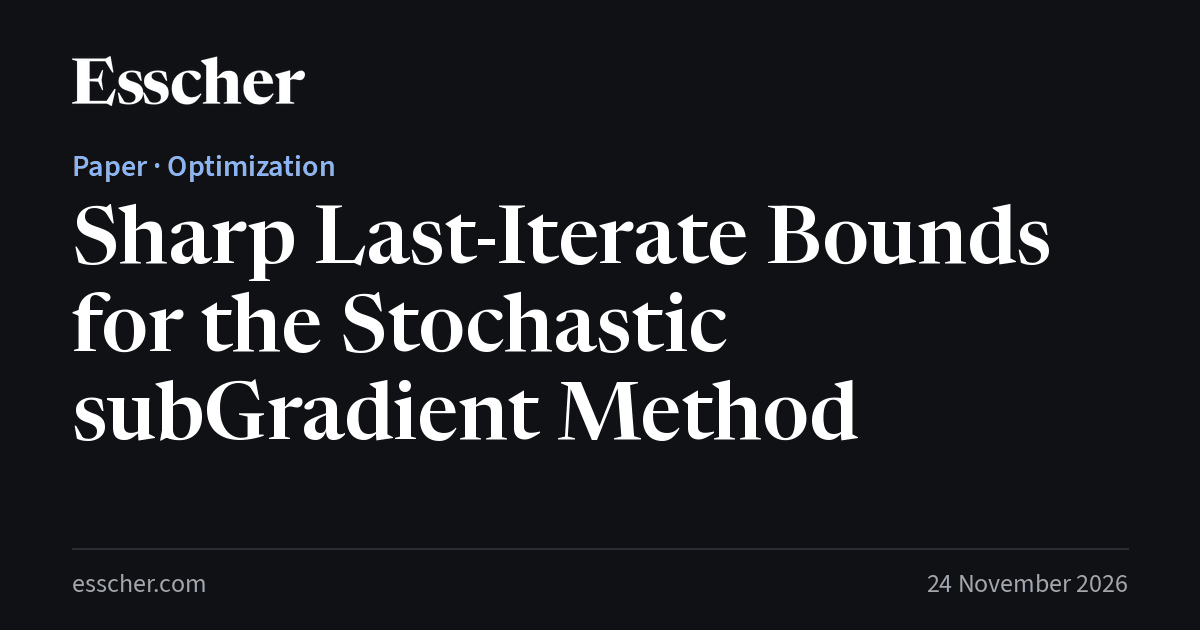 Esscher
Paper · Optimization
Sharp Last-Iterate Bounds
for the Stochastic
subGradient Method
esscher.com
24 November 2026